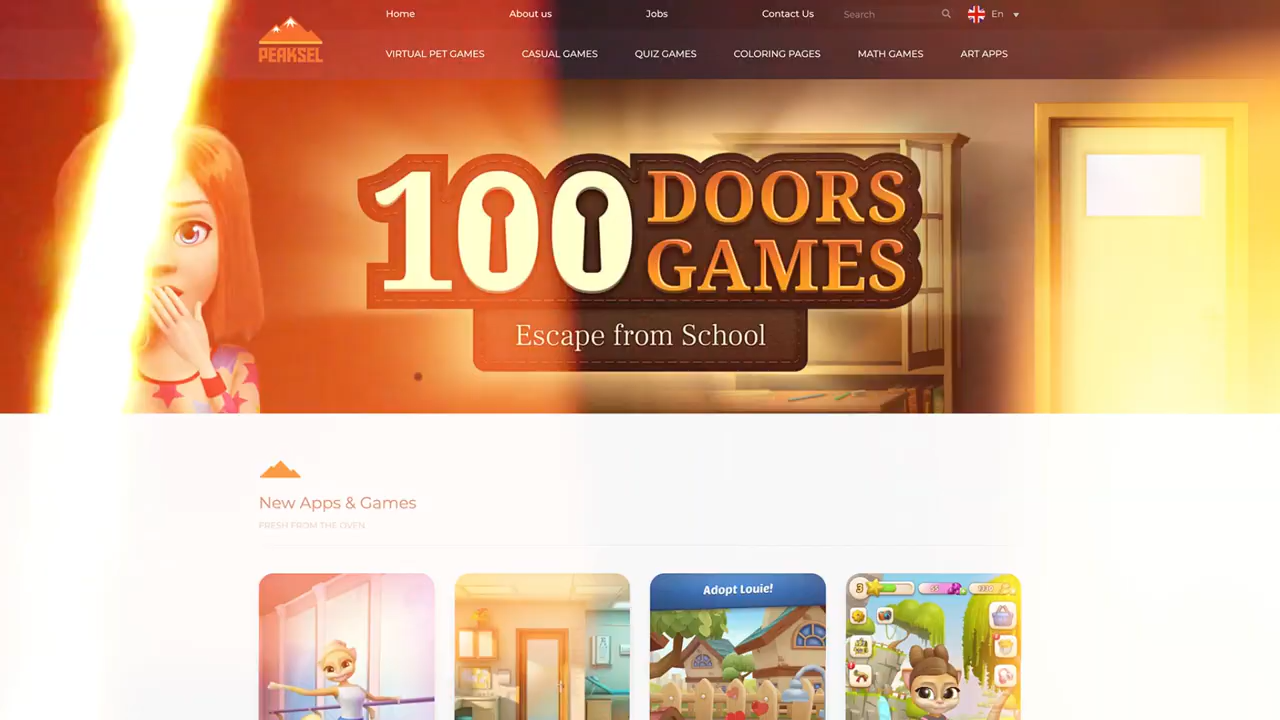 Home About us Jobs Contact Us Search En
PEAKSEL
VIRTUAL PET GAMES CASUAL GAMES QUIZ GAMES COLORING PAGES MATH GAMES ART APPS
100 DOORS
GAMES
Escape from School
New Apps & Games
FRESH FROM THE OVEN
Adopt Louie!
3